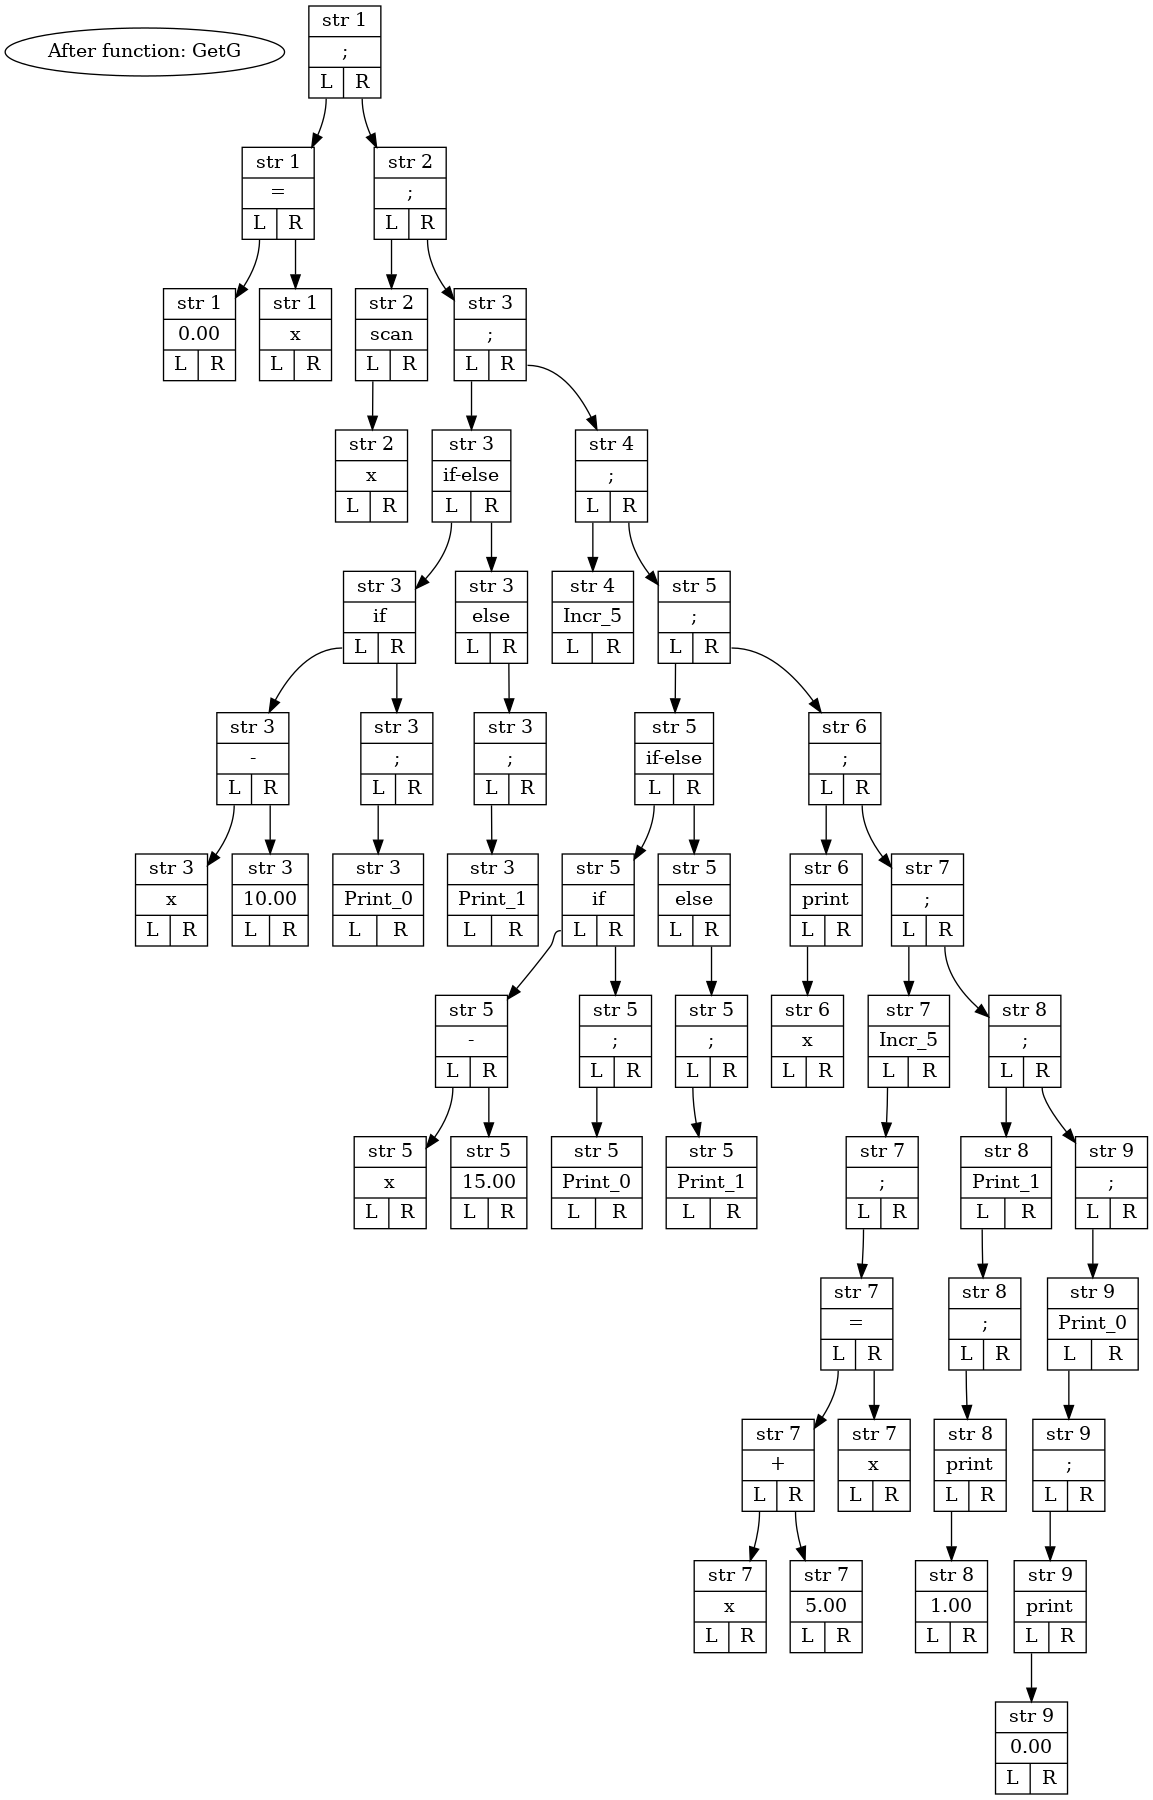 After function: GetG
str 1
;
L R
str 1
=
L R
str 2
;
L R
str 1
0.00
L R
str 1
x
L R
str 2
scan
L R
str 3
;
L R
str 2
x
L R
str 3
if-else
L R
str 4
;
L R
str 3
if
L R
str 3
else
L R
str 4
Incr_5
L R
str 5
;
L R
str 3
-
L R
str 3
;
L R
str 3
;
L R
str 5
if-else
L R
str 6
;
L R
str 3
x
L R
str 3
10.00
L R
str 3
Print_0
L R
str 3
Print_1
L R
str 5
if
L R
str 5
else
L R
str 6
print
L R
str 7
;
L R
str 5
-
L R
str 5
;
L R
str 5
;
L R
str 6
x
L R
str 7
Incr_5
L R
str 8
;
L R
str 5
x
L R
str 5
15.00
L R
str 5
Print_0
L R
str 5
Print_1
L R
str 7
;
L R
str 8
Print_1
L R
str 9
;
L R
str 7
=
L R
str 8
;
L R
str 9
Print_0
L R
str 7
+
L R
str 7
x
L R
str 8
print
L R
str 9
;
L R
str 7
x
L R
str 7
5.00
L R
str 8
1.00
L R
str 9
print
L R
str 9
0.00
L R